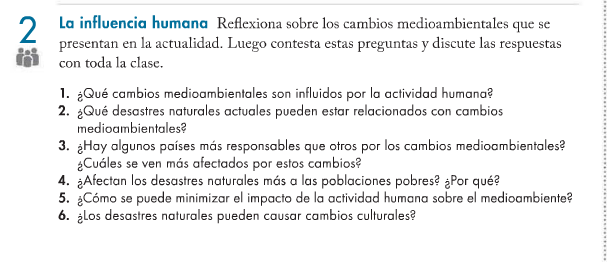 2 La influencia humana Reflexiona sobre los cambios medioambientales que se
presentan en la actualidad. Luego contesta estas preguntas y discute las respuestas
con toda la clase.
1. ¿Qué cambios medioambientales son influidos por la actividad humana?
2. ¿Qué desastres naturales actuales pueden estar relacionados con cambios
medioambientales?
3. ¿Hay algunos países más responsables que otros por los cambios medioambientales?
¿Cuáles se ven más afectados por estos cambios?
4. ¿Afectan los desastres naturales más a las poblaciones pobres? ¿Por qué?
5. ¿Cómo se puede minimizar el impacto de la actividad humana sobre el medioambiente?
6. ¿Los desastres naturales pueden causar cambios culturales?